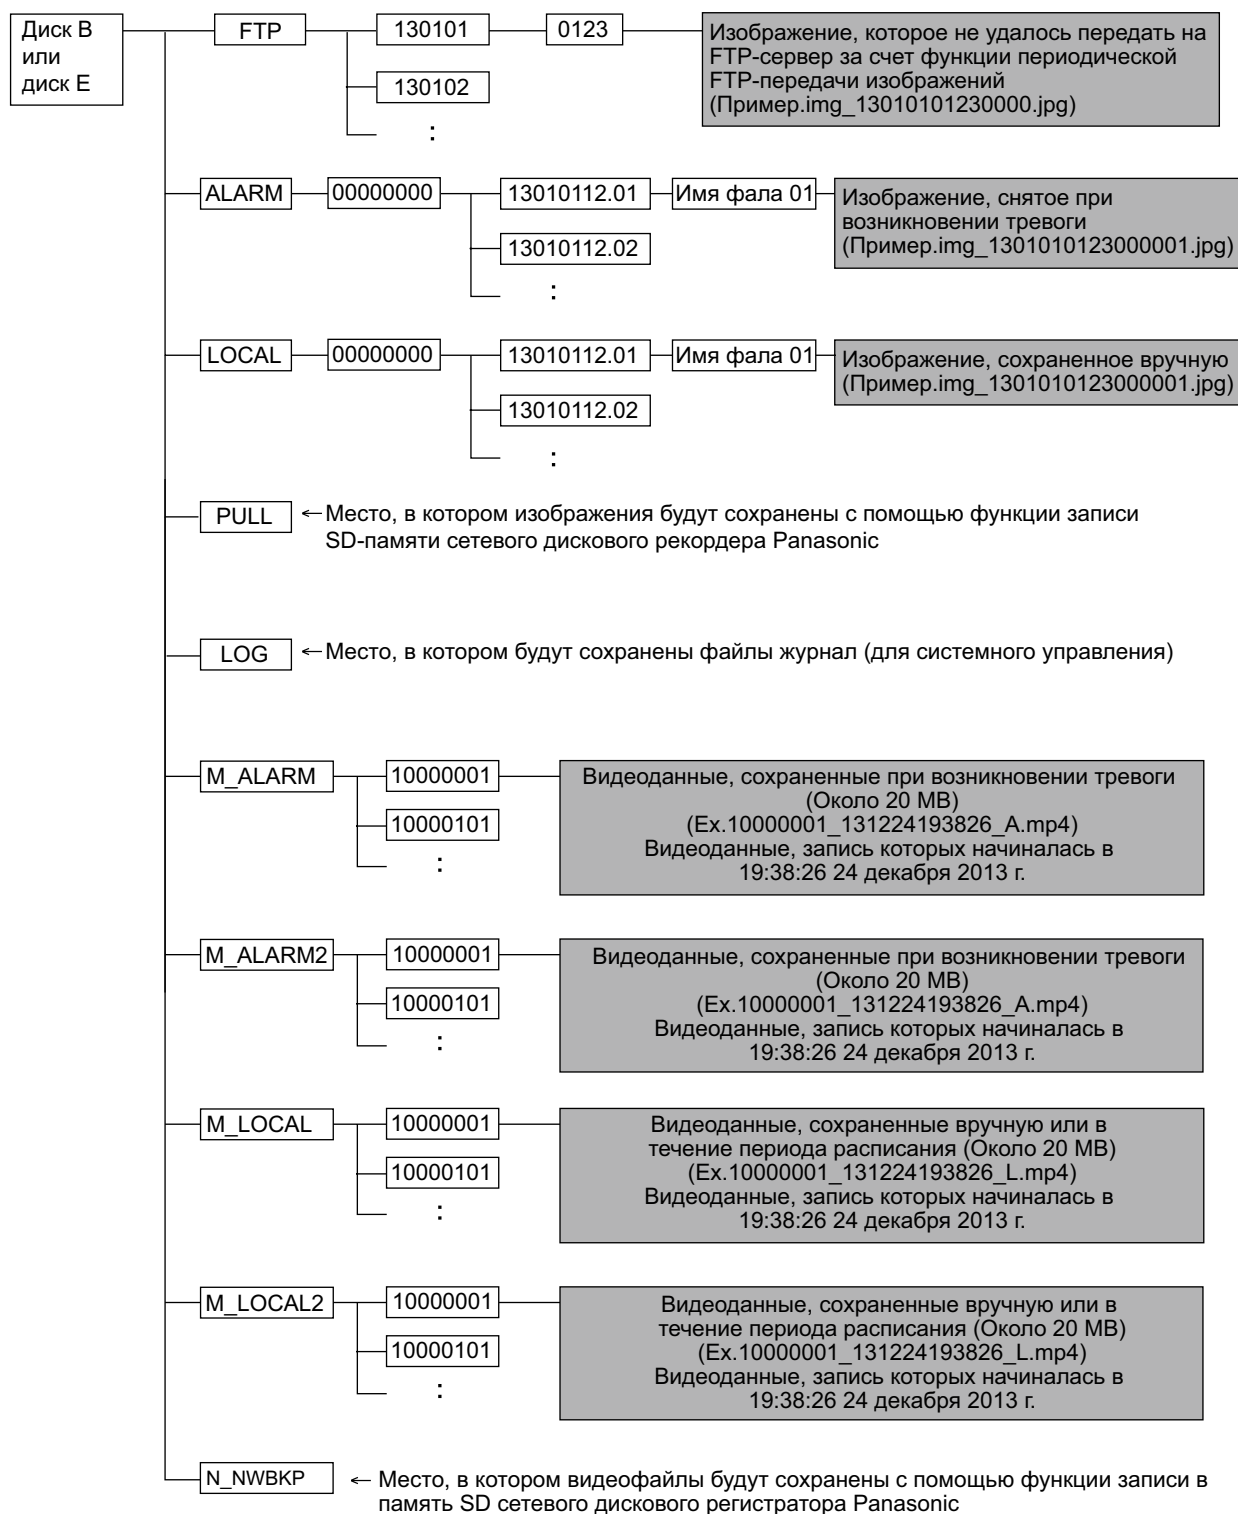 Диск B
или
диск E
FTP
130101
0123
Изображение, которое не удалось передать на
FTP-сервер за счет функции периодической
FTP-передачи изображений
(Пример.img_13010101230000.jpg)
130102
:
ALARM
00000000
13010112.01
Имя фала 01
Изображение, снятое при
возникновении тревоги
(Пример.img_1301010123000001.jpg)
13010112.02
:
LOCAL
00000000
13010112.01
Имя фала 01
Изображение, сохраненное вручную
(Пример.img_1301010123000001.jpg)
13010112.02
:
PULL
←Место, в котором изображения будут сохранены с помощью функции записи
SD-памяти сетевого дискового рекордера Panasonic
LOG
←Место, в котором будут сохранены файлы журнал (для системного управления)
M_ALARM
10000001
Видеоданные, сохраненные при возникновении тревоги
(Около 20 MB)
(Ex.10000001_131224193826_A.mp4)
Видеоданные, запись которых начиналась в
19:38:26 24 декабря 2013 г.
10000101
:
M_ALARM2
10000001
Видеоданные, сохраненные при возникновении тревоги
(Около 20 MB)
(Ex.10000001_131224193826_A.mp4)
Видеоданные, запись которых начиналась в
19:38:26 24 декабря 2013 г.
10000101
:
M_LOCAL
10000001
Видеоданные, сохраненные вручную или в
течение периода расписания (Около 20 MB)
(Ex.10000001_131224193826_L.mp4)
Видеоданные, запись которых начиналась в
19:38:26 24 декабря 2013 г.
10000101
:
M_LOCAL2
10000001
Видеоданные, сохраненные вручную или в
течение периода расписания (Около 20 MB)
(Ex.10000001_131224193826_L.mp4)
Видеоданные, запись которых начиналась в
19:38:26 24 декабря 2013 г.
10000101
:
N_NWBKP
← Место, в котором видеофайлы будут сохранены с помощью функции записи в
память SD сетевого дискового регистратора Panasonic